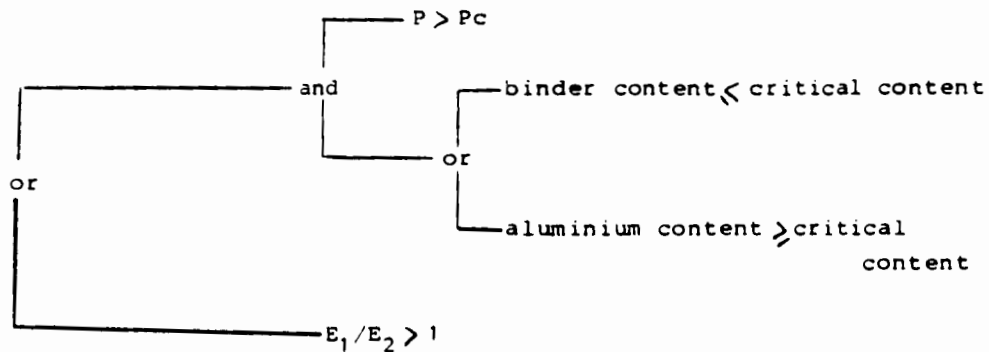 P > Pc
and
binder content ⩽ critical content
or
or
aluminium content ⩾ critical
content
E₁/E₂ > 1